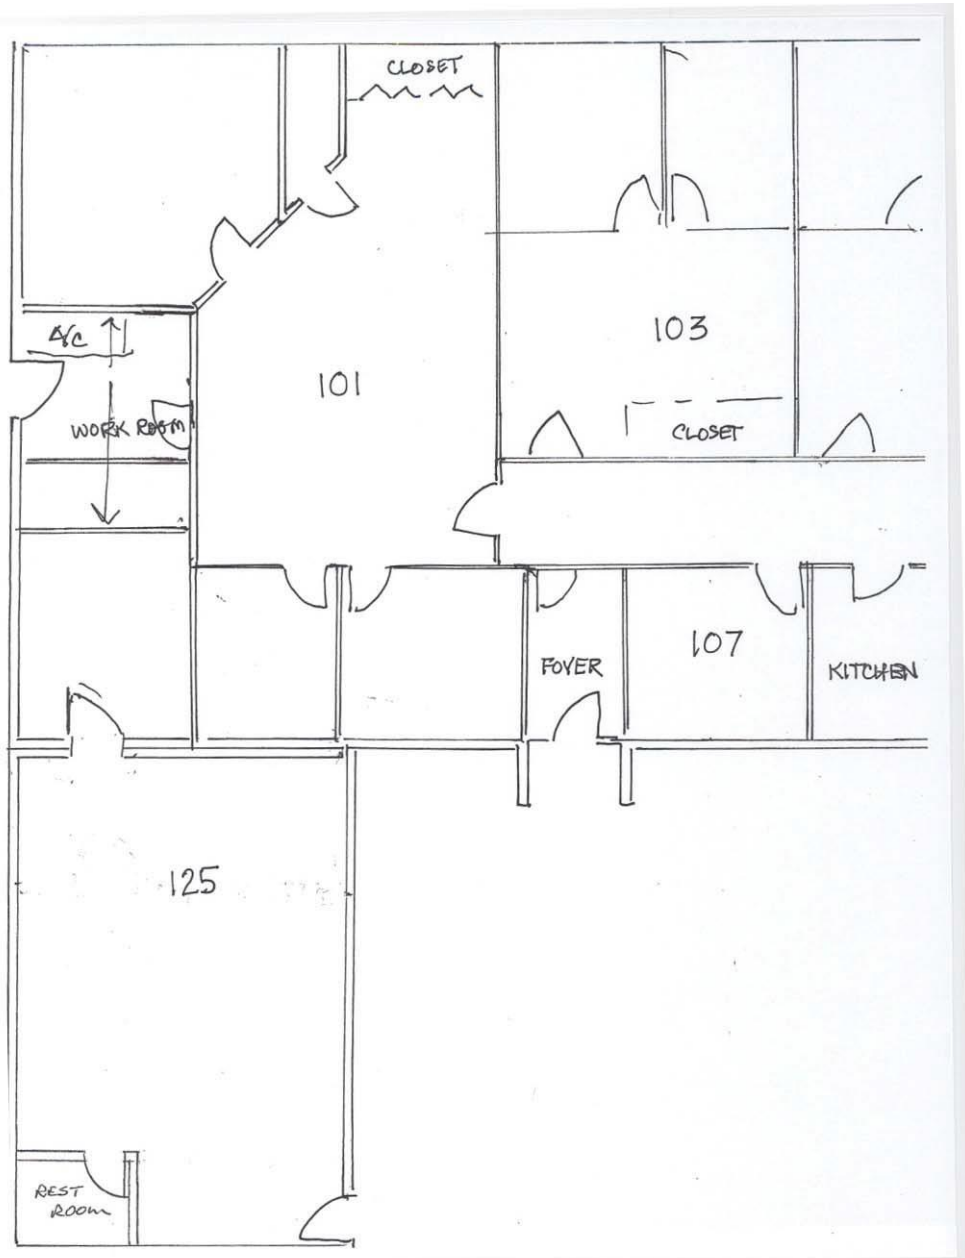 CLOSET
A/C
103
101
WORK ROOM
CLOSET
FOYER
107
KITCHEN
125
REST
ROOM